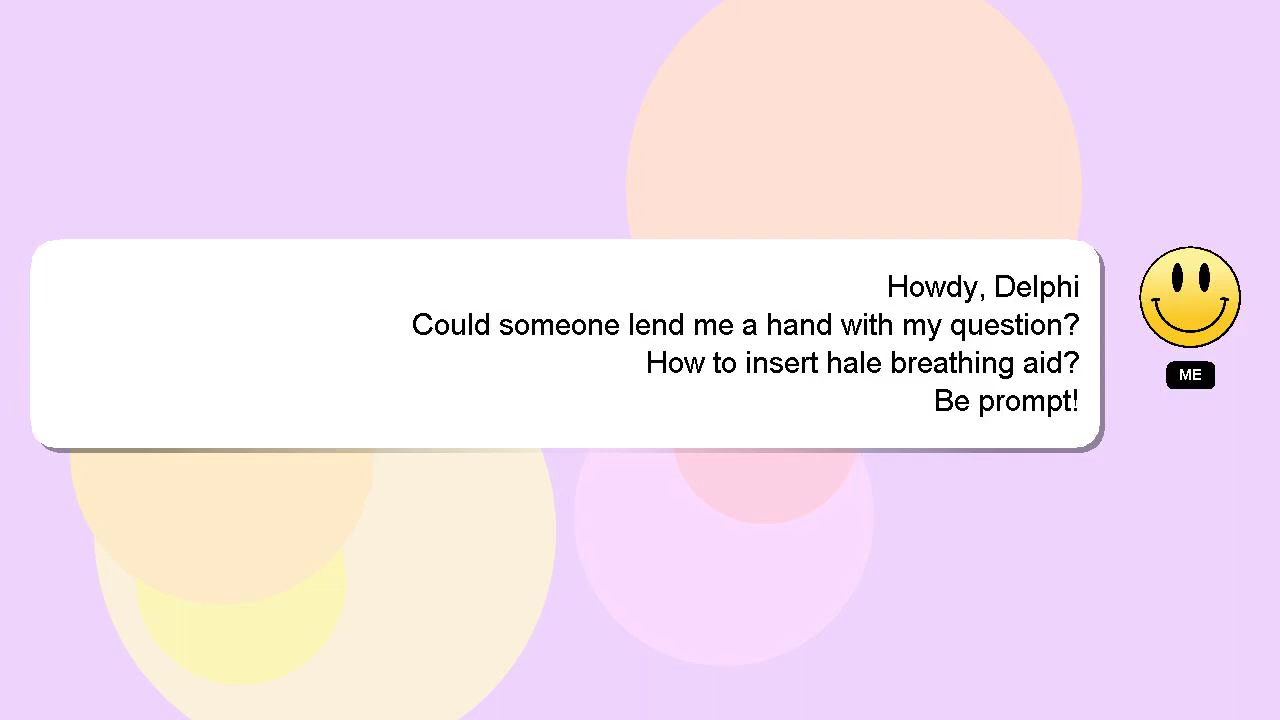 Howdy, Delphi
Could someone lend me a hand with my question?
How to insert hale breathing aid?
Be prompt!
ME